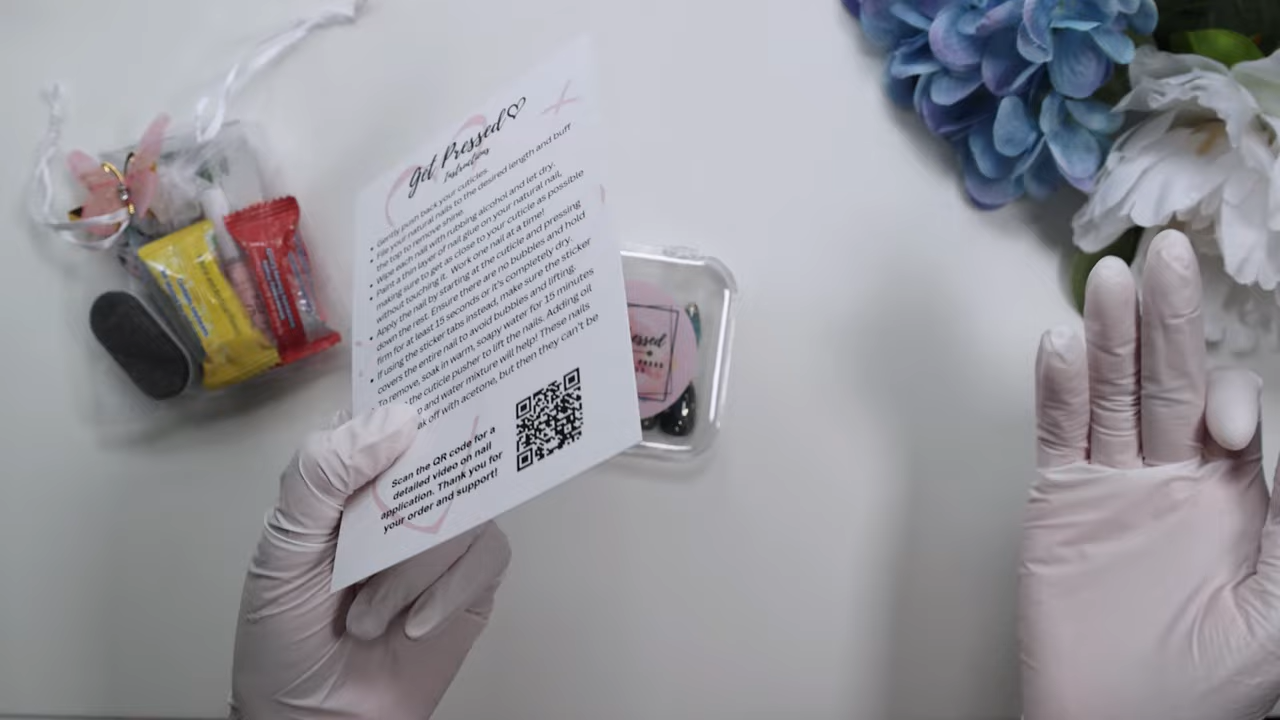 Get Pressed
Instructions
• Gently push back your cuticles.
• File your natural nails to the desired length and buff
the top to remove shine.
• Wipe each nail with rubbing alcohol and let dry.
• Paint a thin layer of nail glue on your natural nail,
making sure to get as close to your cuticle as possible
without touching it. Work one nail at a time!
• Apply the nail by starting at the cuticle and pressing
down the rest. Ensure there are no bubbles and hold
firm for at least 15 seconds or it's completely dry.
• If using the sticker tabs instead, make sure the sticker
covers the entire nail to avoid bubbles and lifting.
To remove, soak in warm, soapy water for 15 minutes
the cuticle pusher to lift the nails. Adding oil
and water mixture will help! These nails
off with acetone, but then they can't be
Scan the QR code for a
detailed video on nail
application. Thank you for
your order and support!